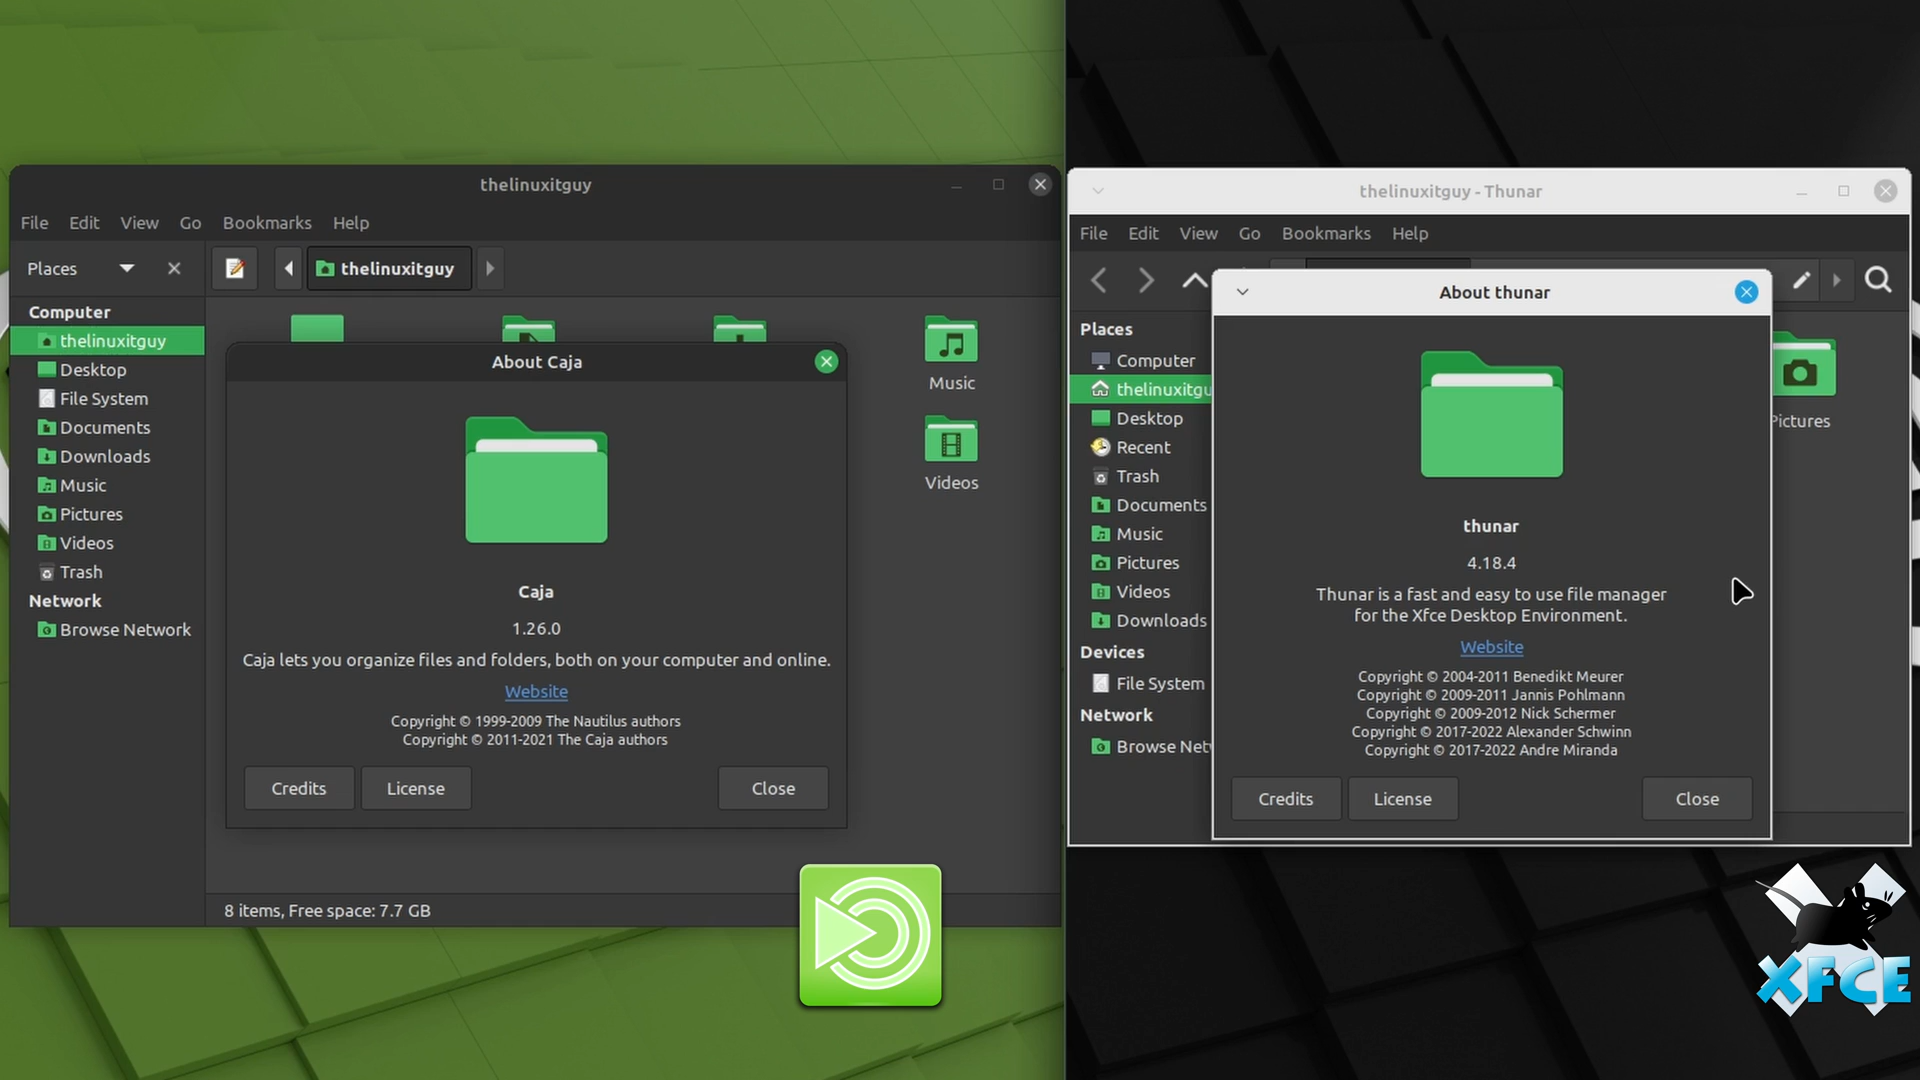 thelinuxitguy
File Edit View Go Bookmarks Help
Places
thelinuxitguy
Computer
thelinuxitguy
Desktop
File System
Documents
Downloads
Music
Pictures
Videos
Trash
Network
Browse Network
Music
Videos
About Caja
Caja
1.26.0
Caja lets you organize files and folders, both on your computer and online.
Website
Copyright © 1999-2009 The Nautilus authors
Copyright © 2011-2021 The Caja authors
Credits License Close
8 items, Free space: 7.7 GB
thelinuxitguy - Thunar
File Edit View Go Bookmarks Help
Places
Computer
thelinuxitgu
Desktop
Recent
Trash
Documents
Music
Pictures
Videos
Downloads
Devices
File System
Network
Browse Net
Pictures
About thunar
thunar
4.18.4
Thunar is a fast and easy to use file manager
for the Xfce Desktop Environment.
Website
Copyright © 2004-2011 Benedikt Meurer
Copyright © 2009-2011 Jannis Pohlmann
Copyright © 2009-2012 Nick Schermer
Copyright © 2017-2022 Alexander Schwinn
Copyright © 2017-2022 Andre Miranda
Credits License Close
XFCE